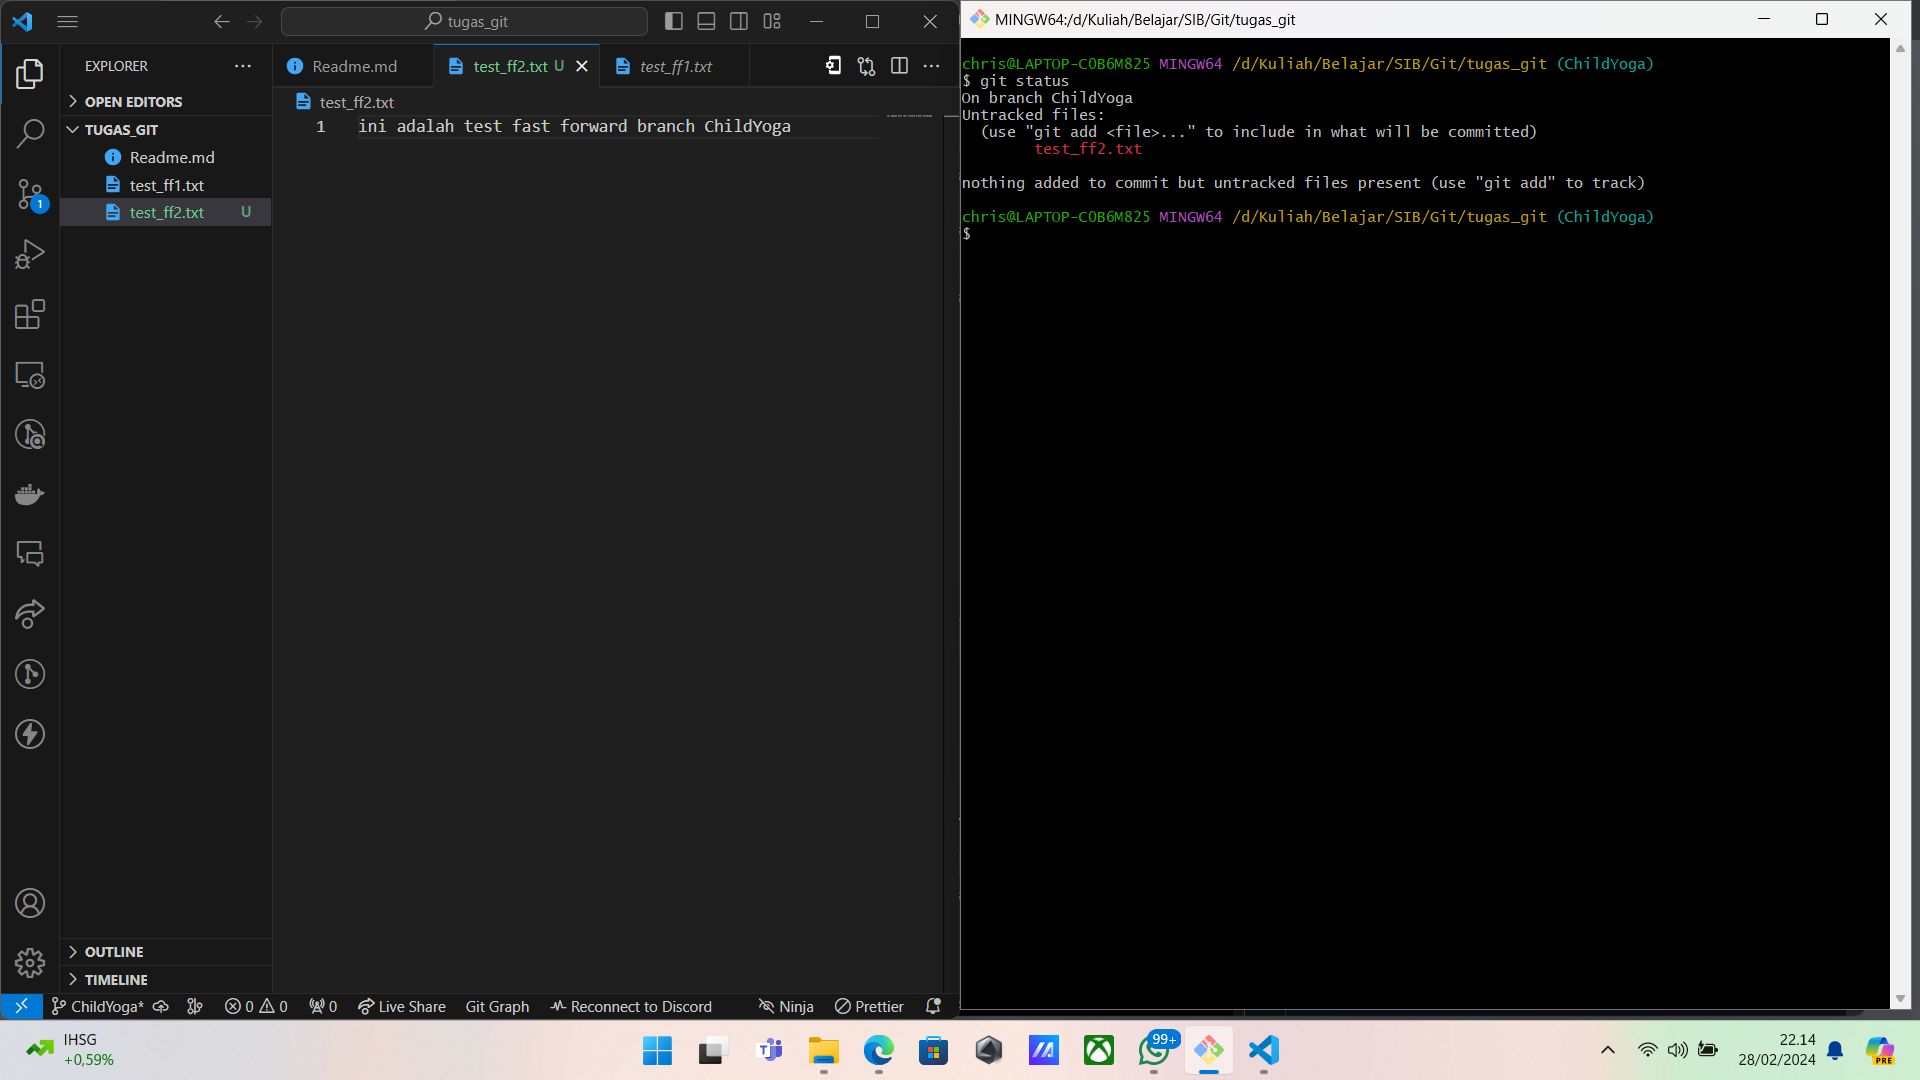 tugas_git
EXPLORER
OPEN EDITORS
TUGAS_GIT
Readme.md
test_ff1.txt
test_ff2.txt U
1
Readme.md
test_ff2.txt U
test_ff1.txt
test_ff2.txt
1 ini adalah test fast forward branch ChildYoga
OUTLINE
TIMELINE
ChildYoga*
0 0
0
Live Share
Git Graph
Reconnect to Discord
Ninja
Prettier
MINGW64:/d/Kuliah/Belajar/SIB/Git/tugas_git
chris@LAPTOP-COB6M825 MINGW64 /d/Kuliah/Belajar/SIB/Git/tugas_git (ChildYoga)
$ git status
On branch ChildYoga
Untracked files:
(use "git add <file>..." to include in what will be committed)
test_ff2.txt
nothing added to commit but untracked files present (use "git add" to track)
chris@LAPTOP-COB6M825 MINGW64 /d/Kuliah/Belajar/SIB/Git/tugas_git (ChildYoga)
$
IHSG
+0,59%
99+
22.14
28/02/2024
PRE